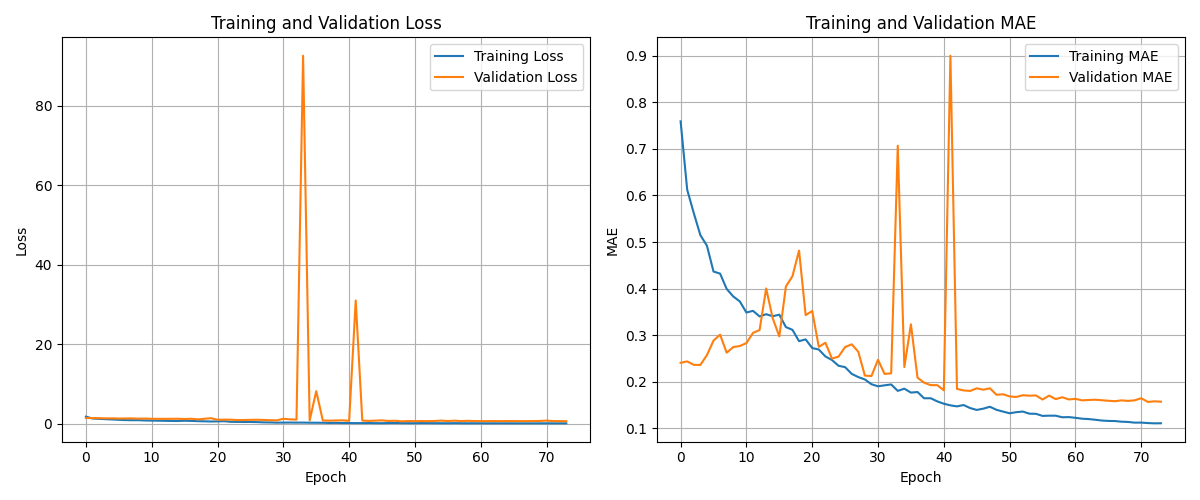 Training and Validation Loss
Training Loss
Validation Loss
80
60
40
20
0
Loss
0 10 20 30 40 50 60 70
Epoch
Training and Validation MAE
Training MAE
Validation MAE
0.9
0.8
0.7
0.6
0.5
0.4
0.3
0.2
0.1
MAE
0 10 20 30 40 50 60 70
Epoch